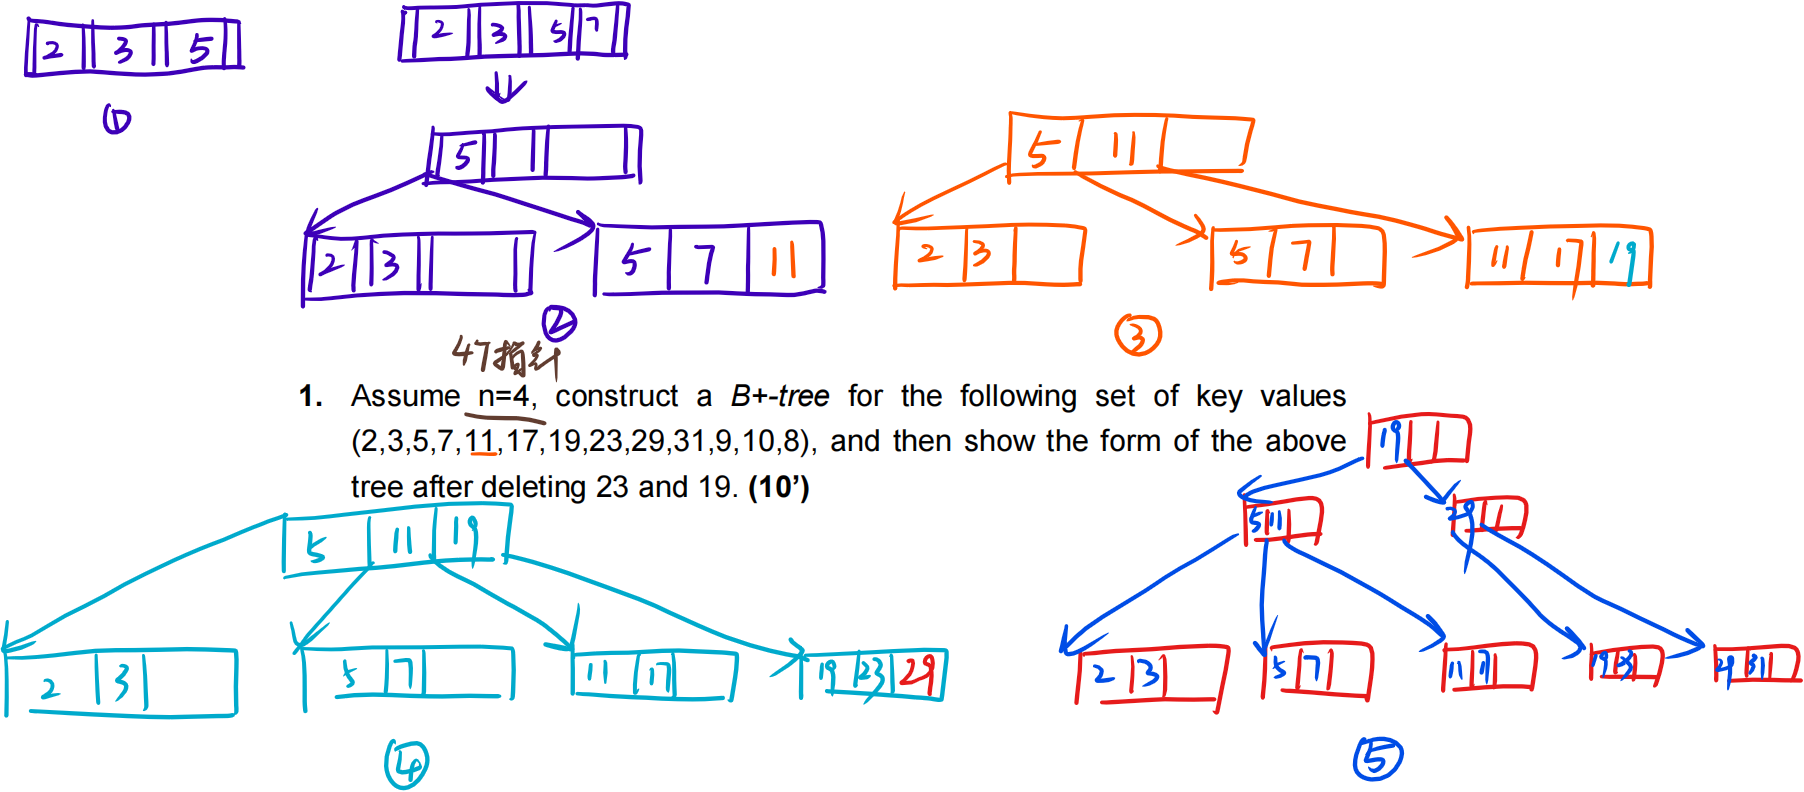 2 3 5
①
2 3 5 7
5
2 3
5 7 11
②
5 11
2 3
5 7
11 17 19
③
4个指针
1. Assume n=4, construct a B+-tree for the following set of key values
(2,3,5,7,11,17,19,23,29,31,9,10,8), and then show the form of the above
tree after deleting 23 and 19. (10’)
5 11 19
2 3
5 7
11 17
19 23 29
④
19
5 11
29
2 3
5 7
11 17
19 23
29 31
⑤